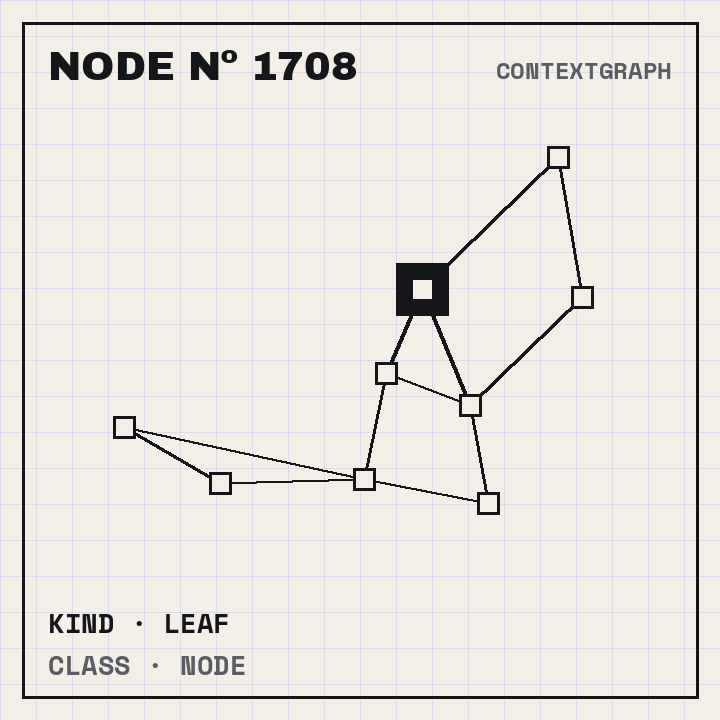 NODE Nº 1708
CONTEXTGRAPH
KIND · LEAF
CLASS · NODE